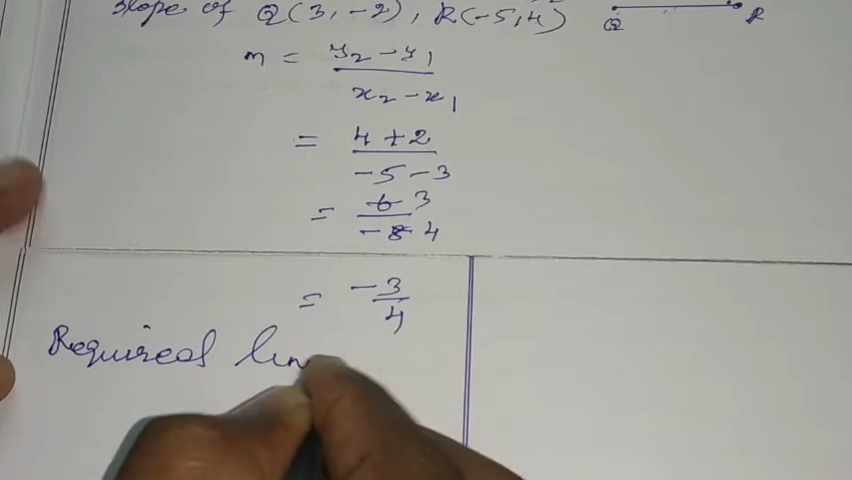 slope of Q(3, -2), R(-5, 4)
Q R
m = y2 - y1 / x2 - x1
= 4 + 2 / -5 - 3
= 6 3 / -8 4
= -3 / 4
Required lin